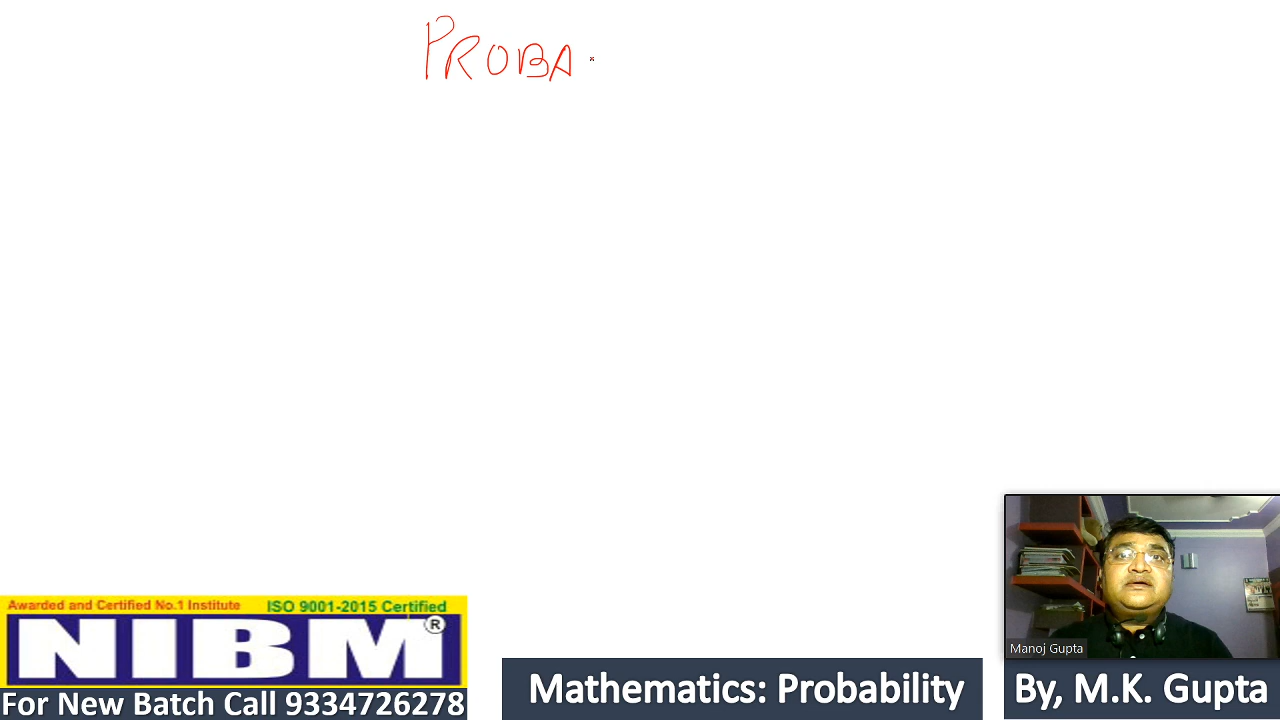 PROBA
Awarded and Certified No.1 Institute ISO 9001-2015 Certified
NIBM ®
For New Batch Call 9334726278
Mathematics: Probability
Manoj Gupta
By, M.K. Gupta